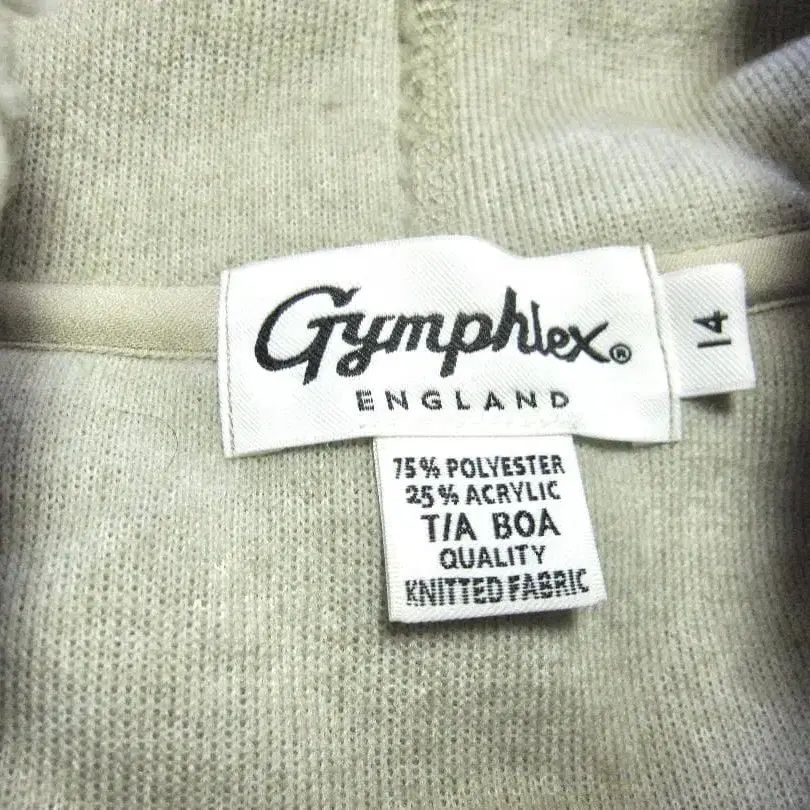 Gymphlex®
ENGLAND
14
75% POLYESTER
25% ACRYLIC
T/A BOA
QUALITY
KNITTED FABRIC